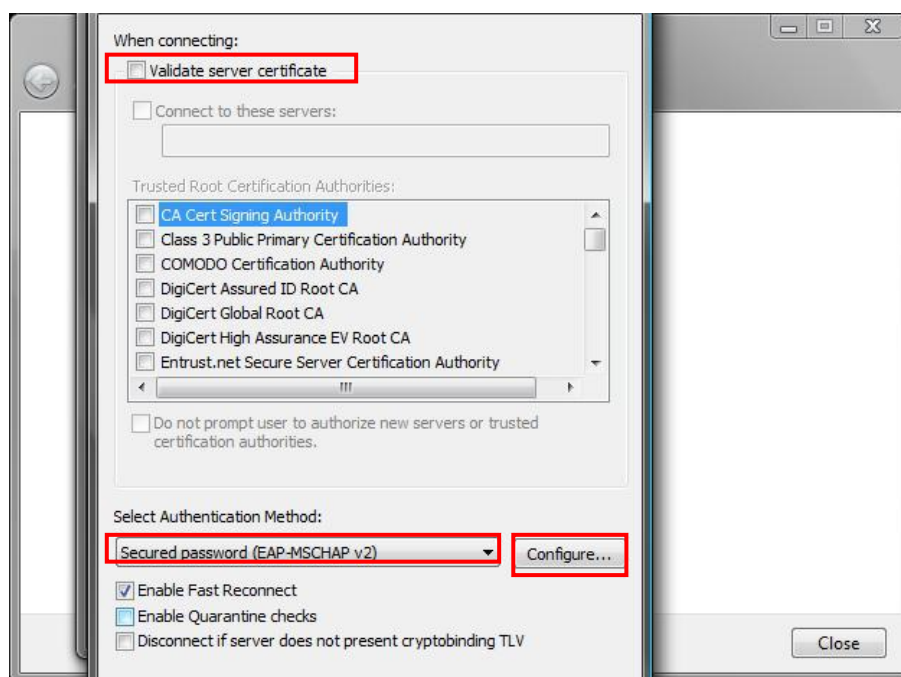 When connecting:
Validate server certificate
Connect to these servers:
Trusted Root Certification Authorities:
CA Cert Signing Authority
Class 3 Public Primary Certification Authority
COMODO Certification Authority
DigiCert Assured ID Root CA
DigiCert Global Root CA
DigiCert High Assurance EV Root CA
Entrust.net Secure Server Certification Authority
Do not prompt user to authorize new servers or trusted
certification authorities.
Select Authentication Method:
Secured password (EAP-MSCHAP v2)
Configure...
Enable Fast Reconnect
Enable Quarantine checks
Disconnect if server does not present cryptobinding TLV
Close